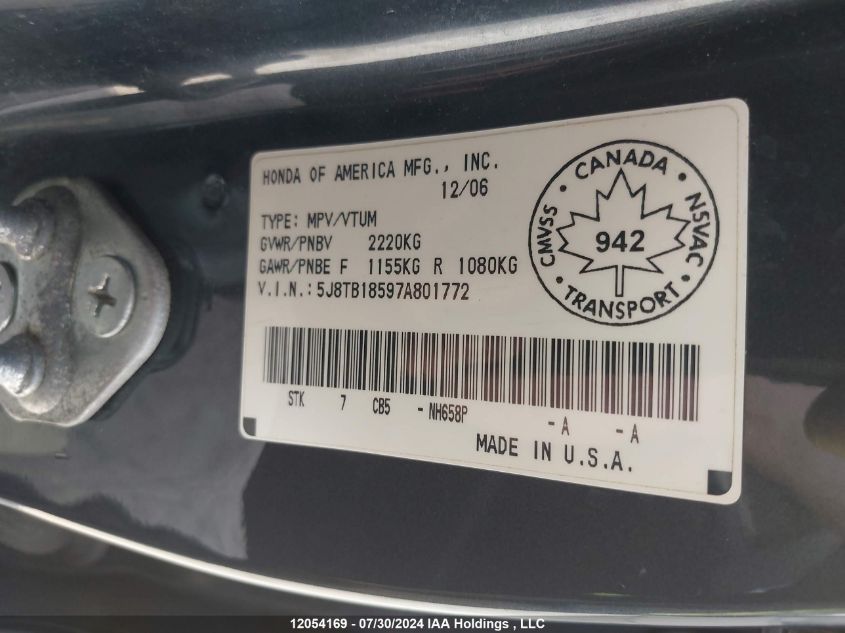 HONDA OF AMERICA MFG., INC.
12/06
TYPE: MPV/VTUM
GVWR/PNBV 2220KG
GAWR/PNBE F 1155KG R 1080KG
V.I.N.: 5J8TB18597A801772
CANADA
CMVSS
942
NSVAC
TRANSPORT
STK 7 CB5 - NH658P - A - A
MADE IN U.S.A.
12054169 - 07/30/2024 IAA Holdings , LLC